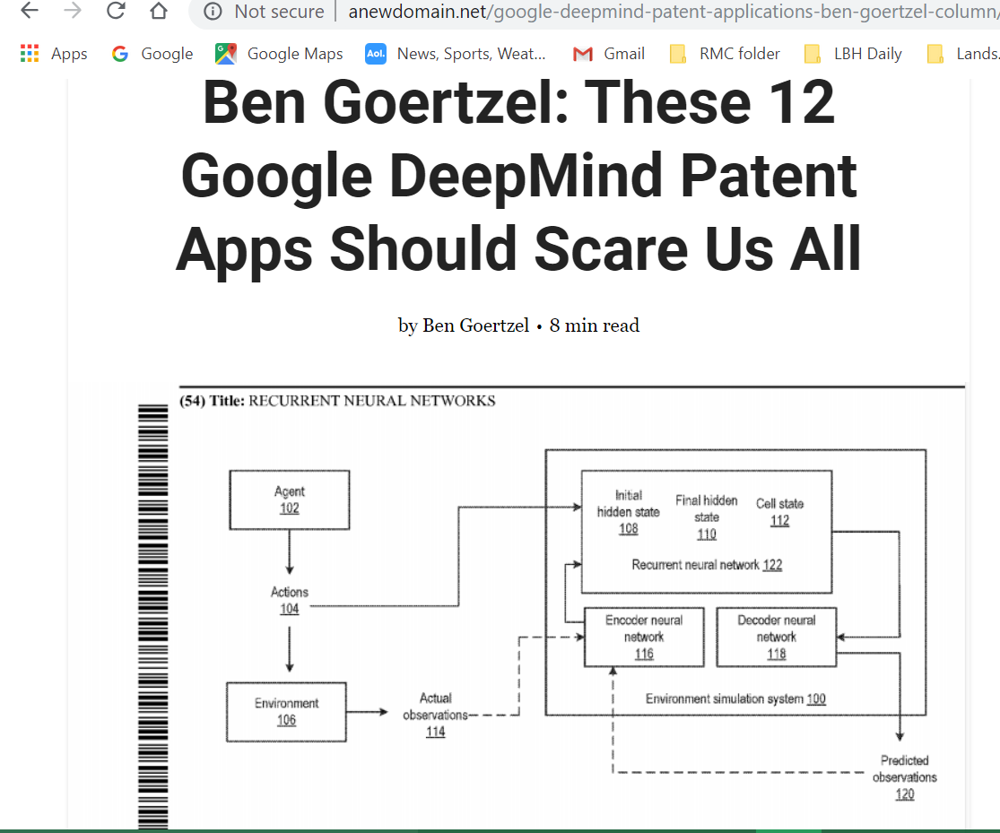 Not secure | anewdomain.net/google-deepmind-patent-applications-ben-goertzel-column/
Apps Google Google Maps Aol. News, Sports, Weat... Gmail RMC folder LBH Daily Lands.
Ben Goertzel: These 12
Google DeepMind Patent
Apps Should Scare Us All
by Ben Goertzel • 8 min read
(54) Title: RECURRENT NEURAL NETWORKS
Agent
102
Actions
104
Environment
106
Actual
observations
114
Initial
hidden state
108
Final hidden
state
110
Cell state
112
Recurrent neural network 122
Encoder neural
network
116
Decoder neural
network
118
Environment simulation system 100
Predicted
observations
120